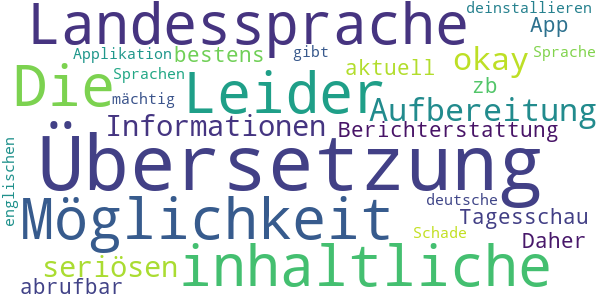 Landessprache
deinstallieren
App
Applikation
bestens
gibt
aktuell
okay
Sprache
Die
Sprachen
mächtig
Leider
zb
Aufbereitung
Informationen
Berichterstattung
englischen
Übersetzung
Möglichkeit
deutsche
Tagesschau
Schade
Daher
seriösen
inhaltliche
abrufbar